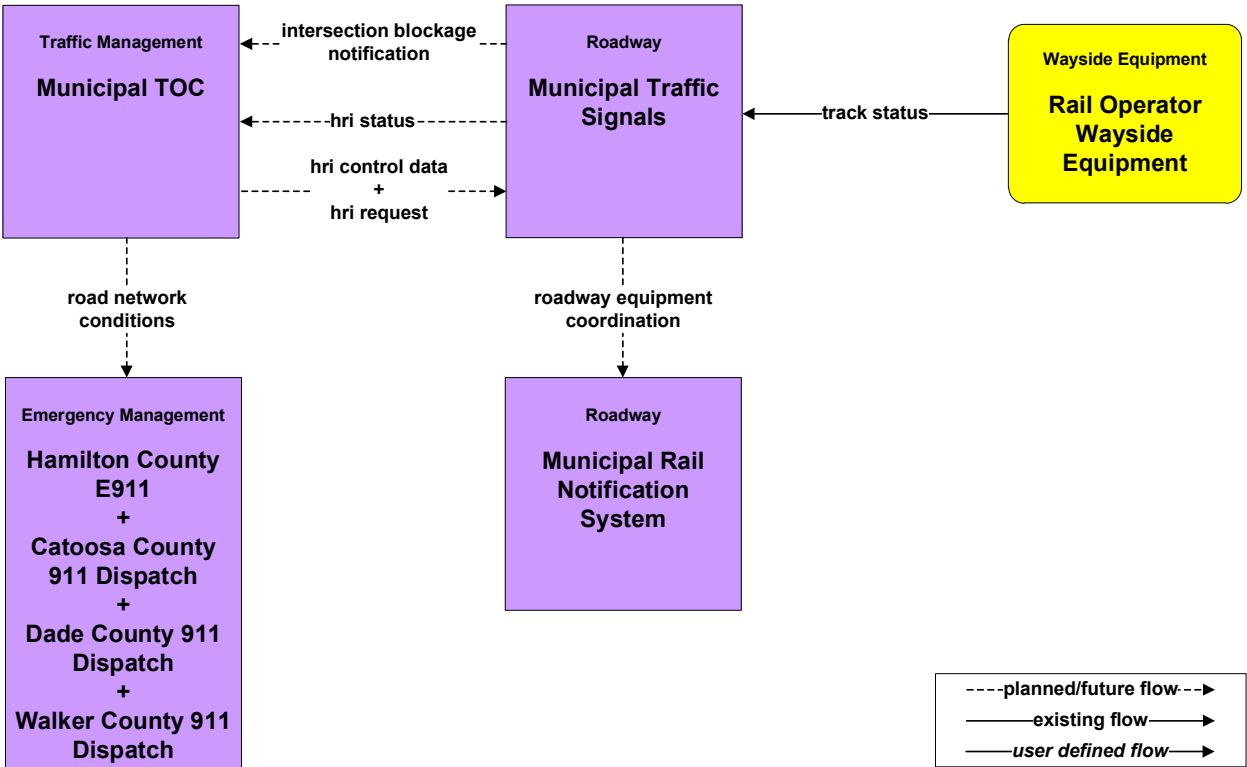 Traffic Management
Municipal TOC
intersection blockage
notification
hri status
hri control data
+
hri request
Roadway
Municipal Traffic
Signals
track status
Wayside Equipment
Rail Operator
Wayside
Equipment
road network
conditions
roadway equipment
coordination
Emergency Management
Hamilton County
E911
+
Catoosa County
911 Dispatch
+
Dade County 911
Dispatch
+
Walker County 911
Dispatch
Roadway
Municipal Rail
Notification
System
planned/future flow
existing flow
user defined flow